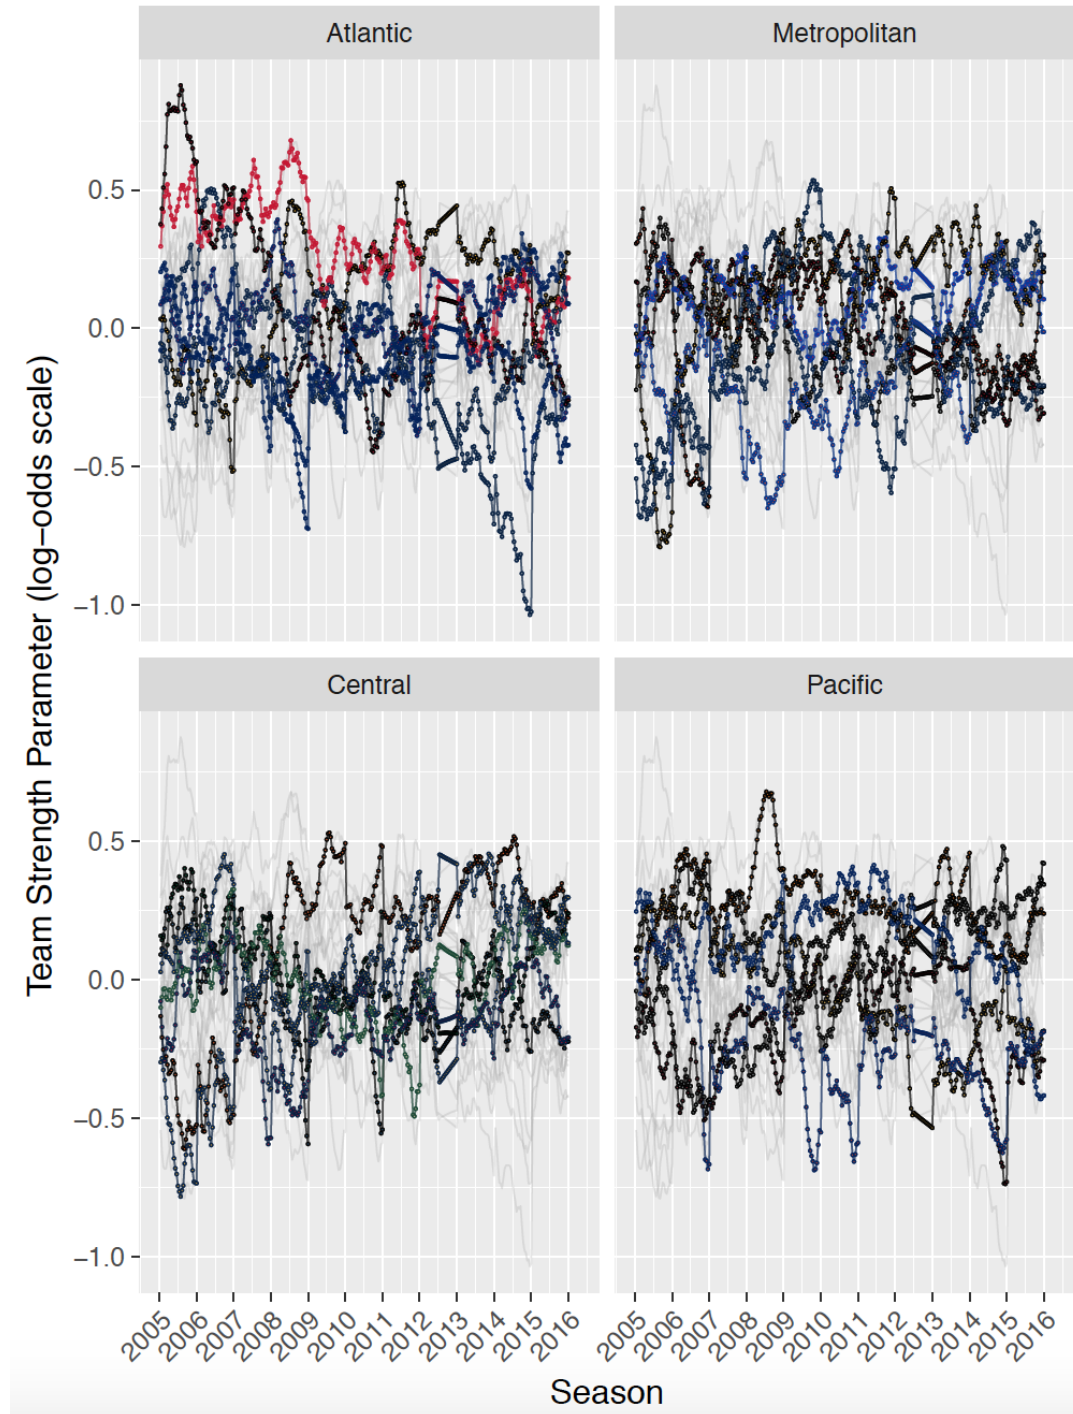 Atlantic
Metropolitan
0.5
0.0
−0.5
−1.0
Central
Pacific
0.5
0.0
−0.5
−1.0
2005 2006 2007 2008 2009 2010 2011 2012 2013 2014 2015 2016
2005 2006 2007 2008 2009 2010 2011 2012 2013 2014 2015 2016
Season
Team Strength Parameter (log−odds scale)